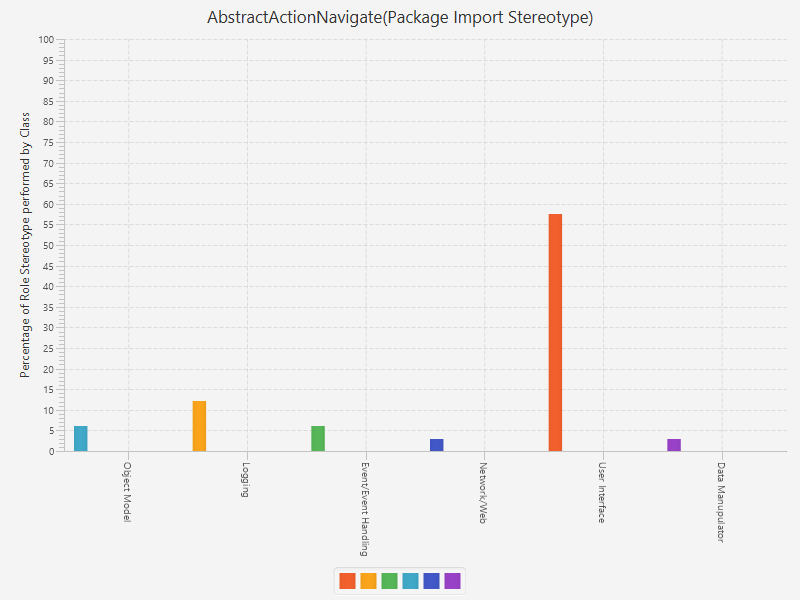 AbstractActionNavigate(Package Import Stereotype)
Percentage of Role Stereotype performed by Class
100
95
90
85
80
75
70
65
60
55
50
45
40
35
30
25
20
15
10
5
0
Object Model
Logging
Event/Event Handling
Network/Web
User Interface
Data Manupulator